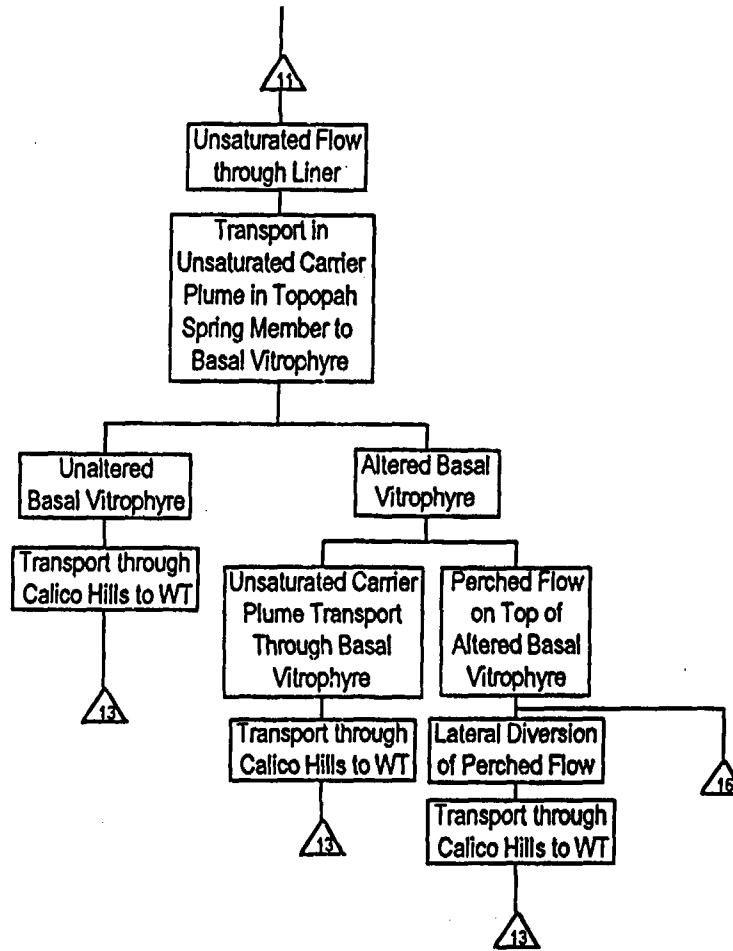 11
Unsaturated Flow
through Liner
Transport in
Unsaturated Carrier
Plume in Topopah
Spring Member to
Basal Vitrophyre
Unaltered
Basal Vitrophyre
Transport through
Calico Hills to WT
13
Altered Basal
Vitrophyre
Unsaturated Carrier
Plume Transport
Through Basal
Vitrophyre
Transport through
Calico Hills to WT
13
Perched Flow
on Top of
Altered Basal
Vitrophyre
Lateral Diversion
of Perched Flow
Transport through
Calico Hills to WT
13
16